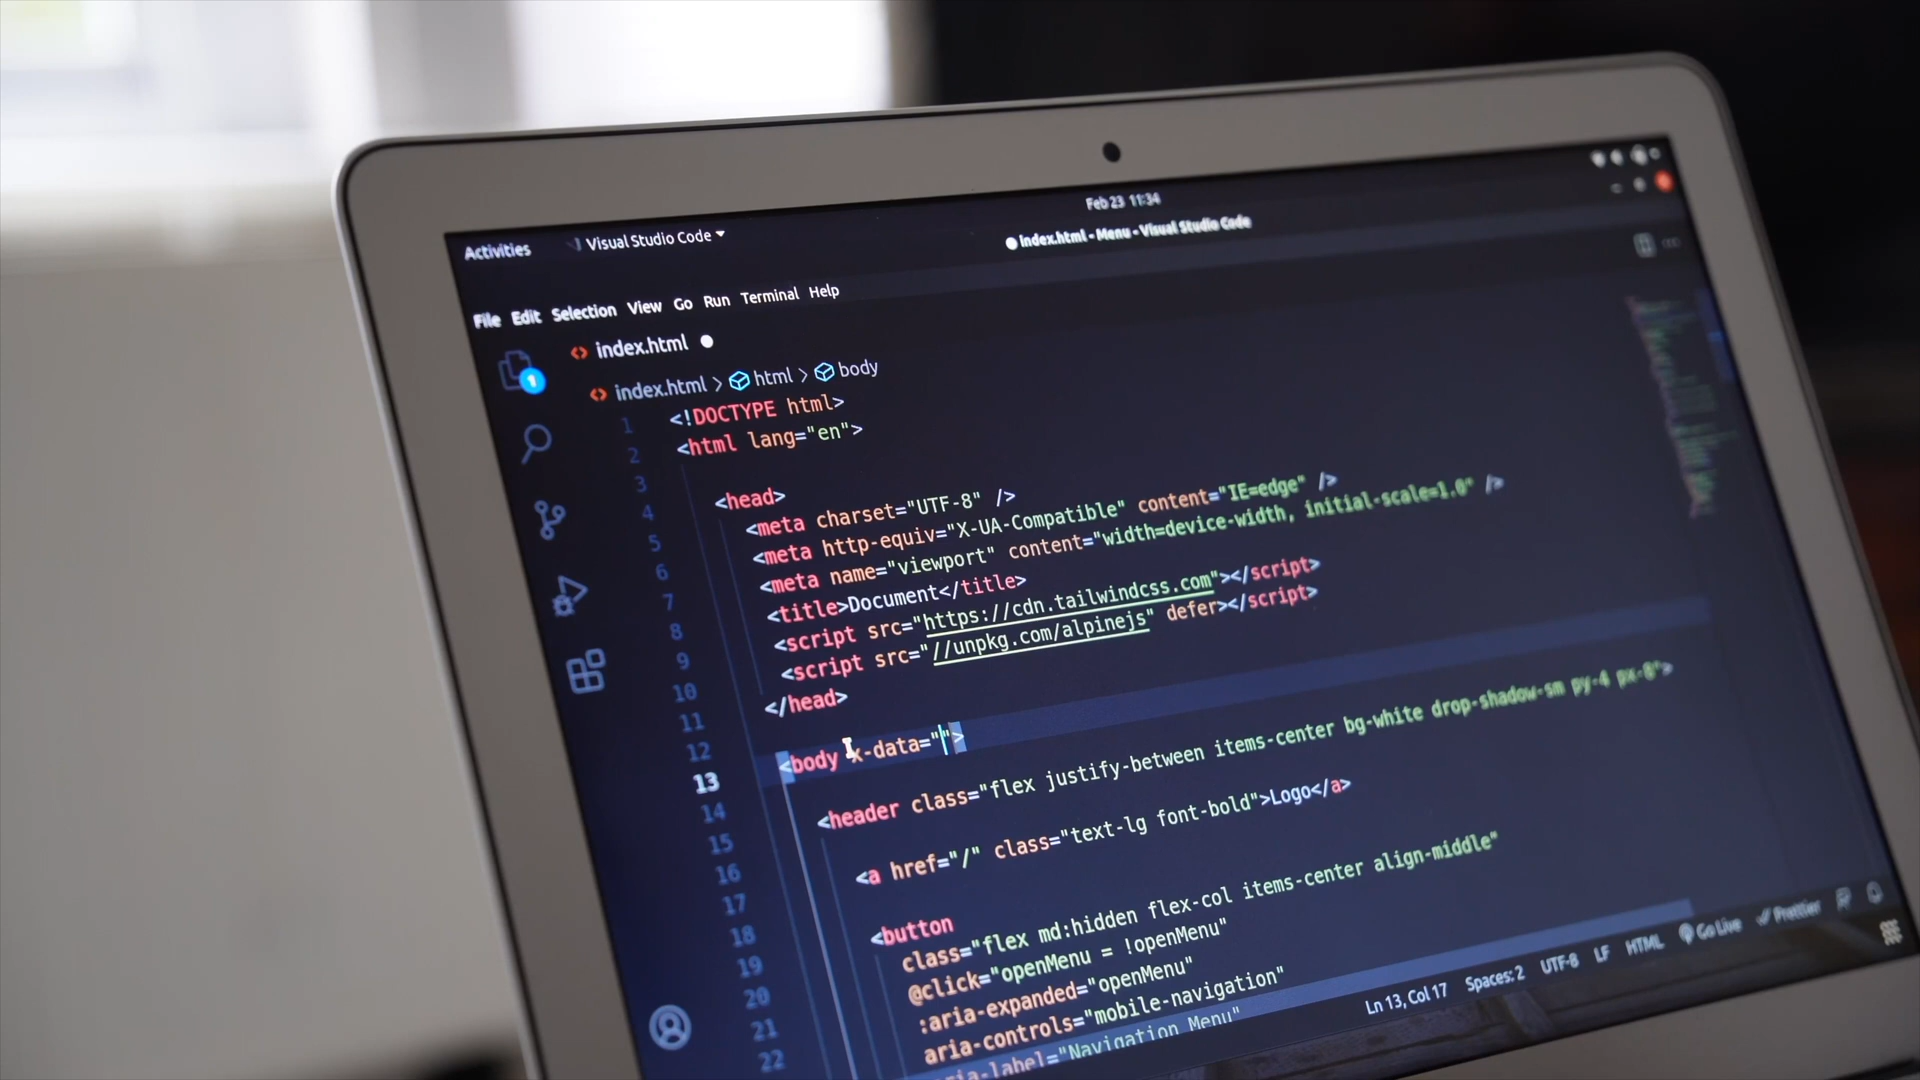 Feb 23 11:34
Activities
Visual Studio Code
index.html - Menu - Visual Studio Code
File Edit Selection View Go Run Terminal Help
index.html
1
index.html > html > body
1 <!DOCTYPE html>
2 <html lang="en">
3
4 <head>
5 <meta charset="UTF-8" />
6 <meta http-equiv="X-UA-Compatible" content="IE=edge" />
7 <meta name="viewport" content="width=device-width, initial-scale=1.0" />
8 <title>Document</title>
9 <script src="https://cdn.tailwindcss.com"></script>
10 <script src="//unpkg.com/alpinejs" defer></script>
11 </head>
12
13 <body x-data="">
14
15 <header class="flex justify-between items-center bg-white drop-shadow-sm py-4 px-8">
16
17 <a href="/" class="text-lg font-bold">Logo</a>
18
19 <button
20 class="flex md:hidden flex-col items-center align-middle"
21 @click="openMenu = !openMenu"
22 :aria-expanded="openMenu"
aria-controls="mobile-navigation"
aria-label="Navigation Menu"
Ln 13, Col 17 Spaces: 2 UTF-8 LF HTML Go Live Prettier